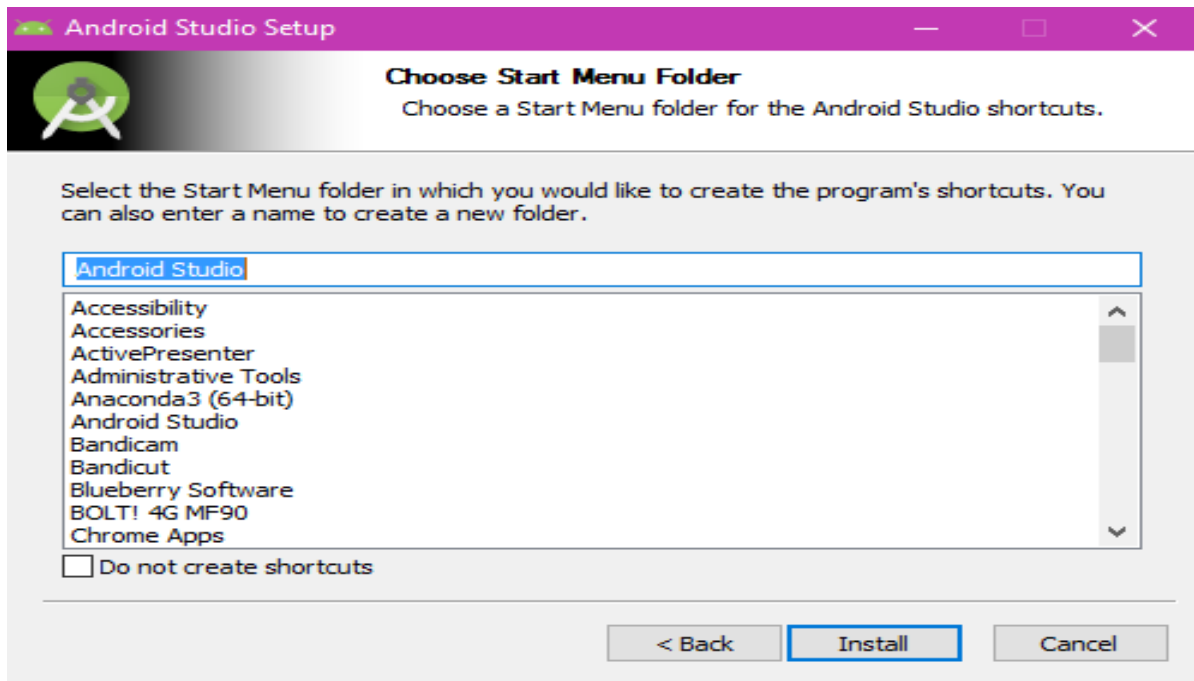 Android Studio Setup
Choose Start Menu Folder
Choose a Start Menu folder for the Android Studio shortcuts.
Select the Start Menu folder in which you would like to create the program's shortcuts. You
can also enter a name to create a new folder.
Android Studio
Accessibility
Accessories
ActivePresenter
Administrative Tools
Anaconda3 (64-bit)
Android Studio
Bandicam
Bandicut
Blueberry Software
BOLT! 4G MF90
Chrome Apps
Do not create shortcuts
< Back Install Cancel